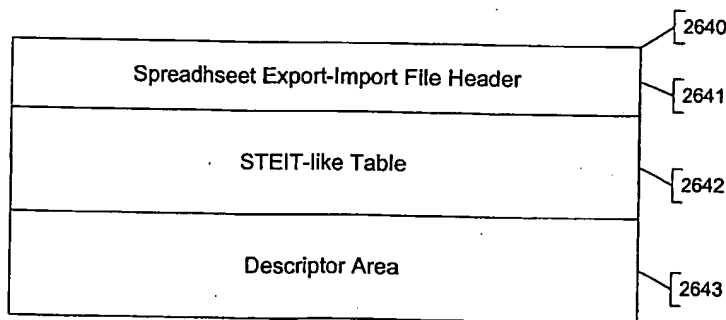 2640
Spreadhseet Export-Import File Header
2641
STEIT-like Table
2642
Descriptor Area
2643